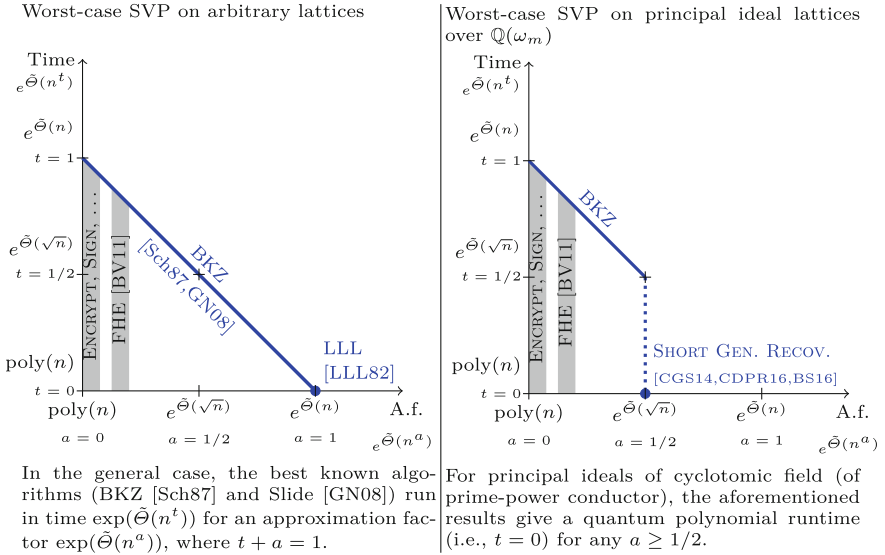 Worst-case SVP on arbitrary lattices
Time
e^Θ̃(n^t)
e^Θ̃(n)
t = 1
e^Θ̃(√n)
t = 1/2
poly(n)
t = 0
ENCRYPT, SIGN, ...
FHE [BV11]
BKZ
[Sch87,GN08]
LLL
[LLL82]
poly(n)
e^Θ̃(√n)
e^Θ̃(n)
A.f.
a = 0
a = 1/2
a = 1
e^Θ̃(n^a)
In the general case, the best known algo-
rithms (BKZ [Sch87] and Slide [GN08]) run
in time exp(Θ̃(n^t)) for an approximation fac-
tor exp(Θ̃(n^a)), where t + a = 1.
Worst-case SVP on principal ideal lattices
over ℚ(ω_m)
Time
e^Θ̃(n^t)
e^Θ̃(n)
t = 1
e^Θ̃(√n)
t = 1/2
poly(n)
t = 0
ENCRYPT, SIGN, ...
FHE [BV11]
BKZ
SHORT GEN. RECOV.
[CGS14,CDPR16,BS16]
poly(n)
e^Θ̃(√n)
e^Θ̃(n)
A.f.
a = 0
a = 1/2
a = 1
e^Θ̃(n^a)
For principal ideals of cyclotomic field (of
prime-power conductor), the aforementioned
results give a quantum polynomial runtime
(i.e., t = 0) for any a ≥ 1/2.